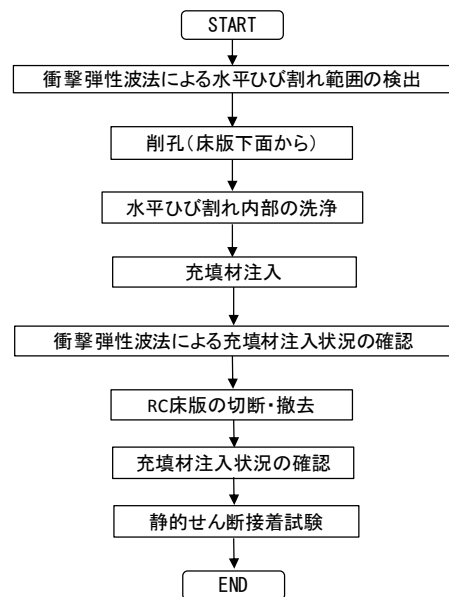 START
衝撃弾性波法による水平ひび割れ範囲の検出
削孔(床版下面から)
水平ひび割れ内部の洗浄
充填材注入
衝撃弾性波法による充填材注入状況の確認
RC床版の切断・撤去
充填材注入状況の確認
静的せん断接着試験
END